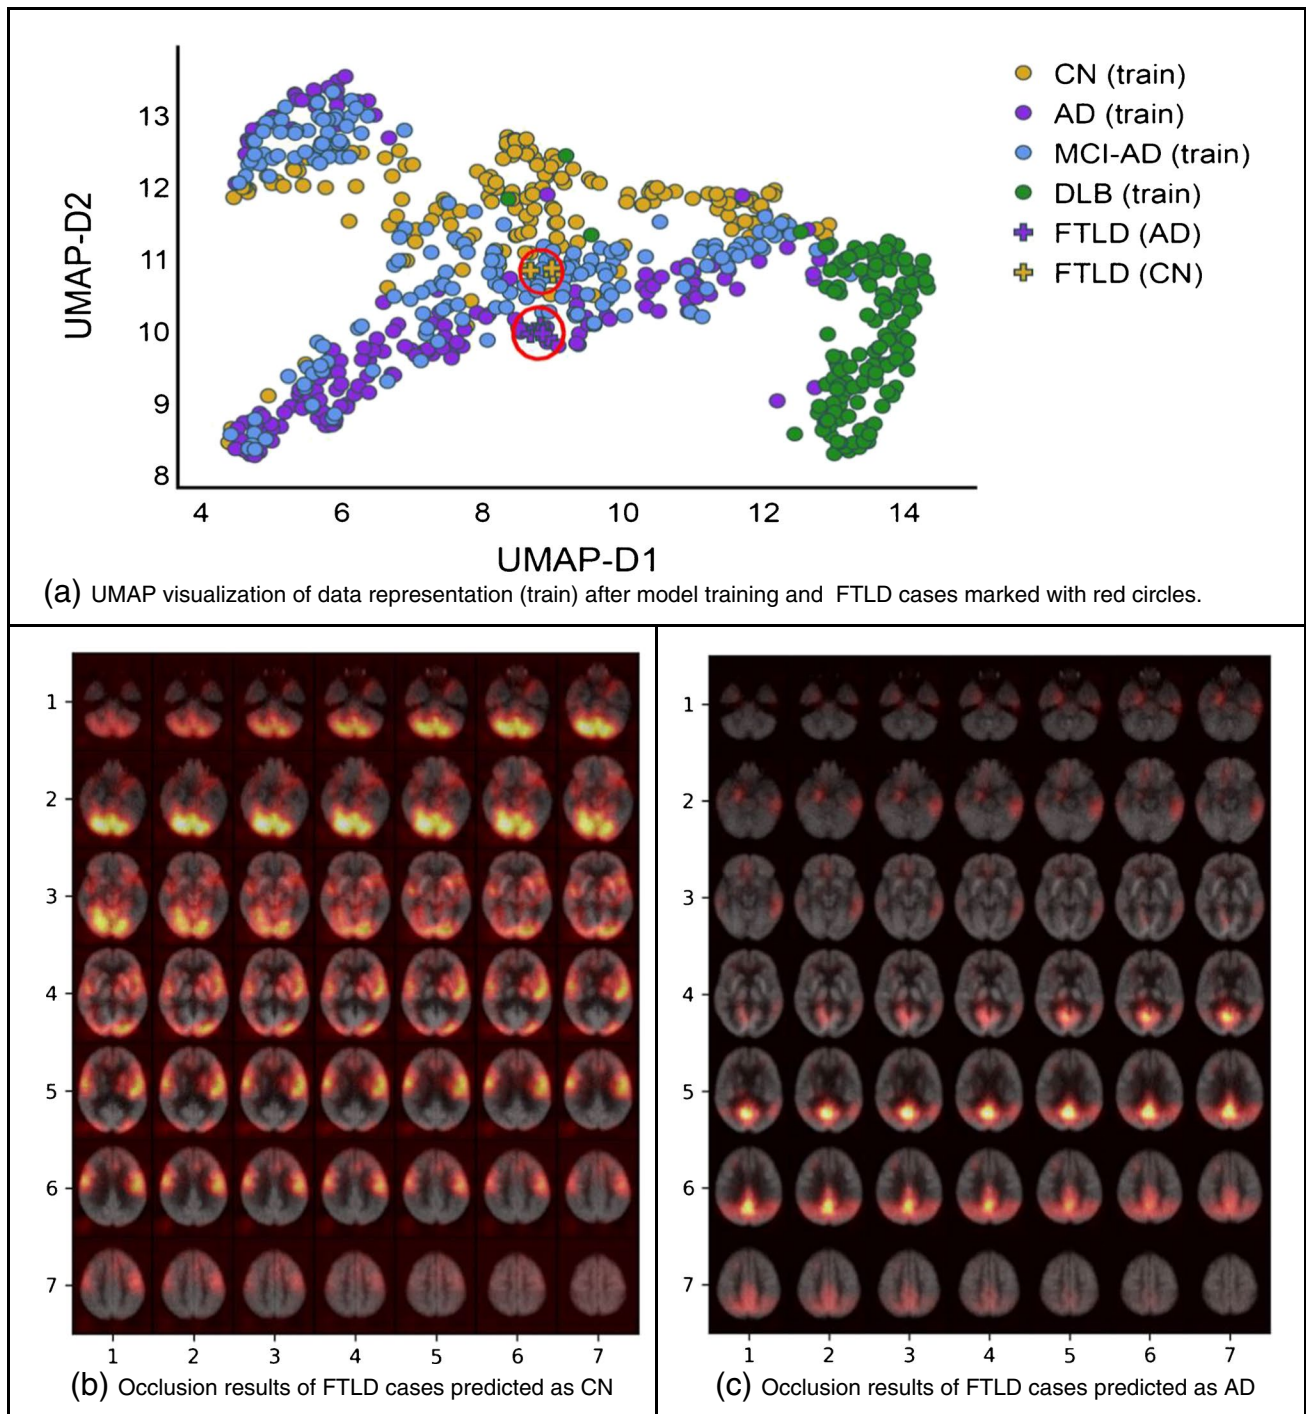 13
12
11
10
9
8
UMAP-D2
4 6 8 10 12 14
UMAP-D1
CN (train)
AD (train)
MCI-AD (train)
DLB (train)
FTLD (AD)
FTLD (CN)
(a) UMAP visualization of data representation (train) after model training and FTLD cases marked with red circles.
1
2
3
4
5
6
7
1 2 3 4 5 6 7
(b) Occlusion results of FTLD cases predicted as CN
1
2
3
4
5
6
7
1 2 3 4 5 6 7
(c) Occlusion results of FTLD cases predicted as AD